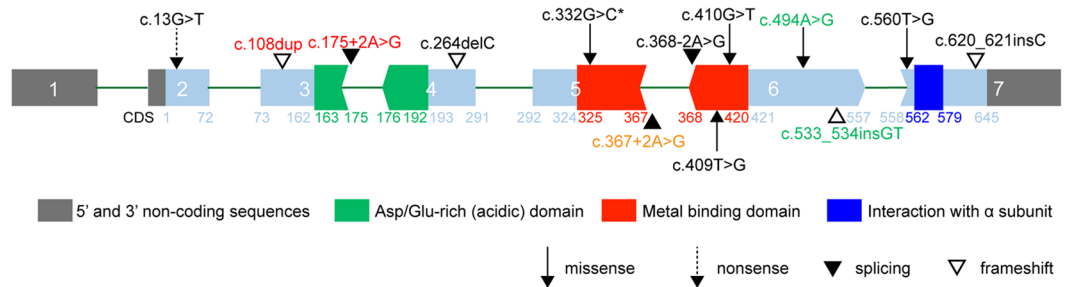 c.13G>T
c.108dup
c.175+2A>G
c.264delC
c.332G>C*
c.368-2A>G
c.410G>T
c.494A>G
c.560T>G
c.620_621insC
1 2 3 4 5 6 7
CDS 1 72 73 162 163 175 176 192 193 291 292 324 325 367 368 420 421 557 558 562 579 645
c.367+2A>G
c.409T>G
c.533_534insGT
5' and 3' non-coding sequences
Asp/Glu-rich (acidic) domain
Metal binding domain
Interaction with α subunit
missense
nonsense
splicing
frameshift